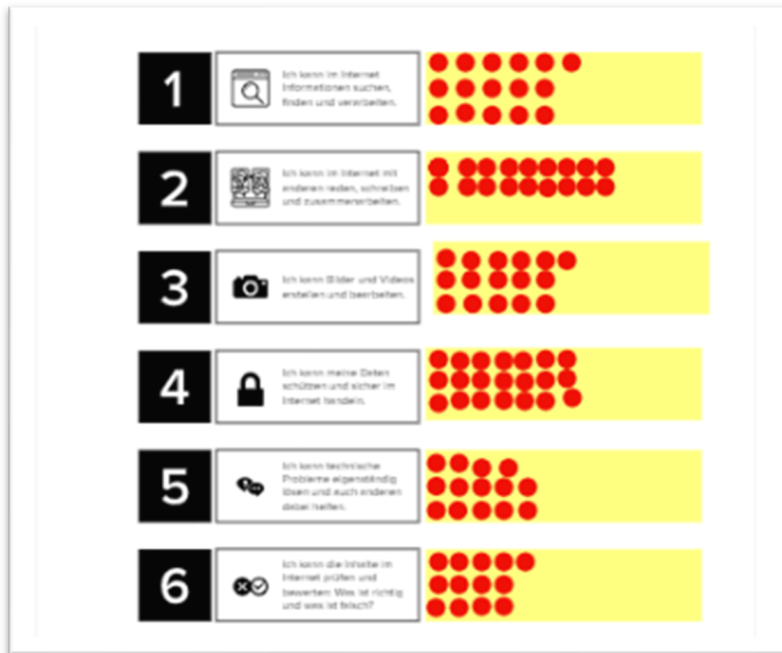 1
Ich kann im Internet
Informationen suchen,
finden und verarbeiten.
2
Ich kann im Internet mit
anderen reden, schreiben
und zusammenarbeiten.
3
Ich kann Bilder und Videos
erstellen und bearbeiten.
4
Ich kann meine Daten
schützen und sicher im
Internet handeln.
5
Ich kann technische
Probleme eigenständig
lösen und auch anderen
dabei helfen.
6
Ich kann die Inhalte im
Internet prüfen und
bewerten: Was ist richtig
und was ist falsch?